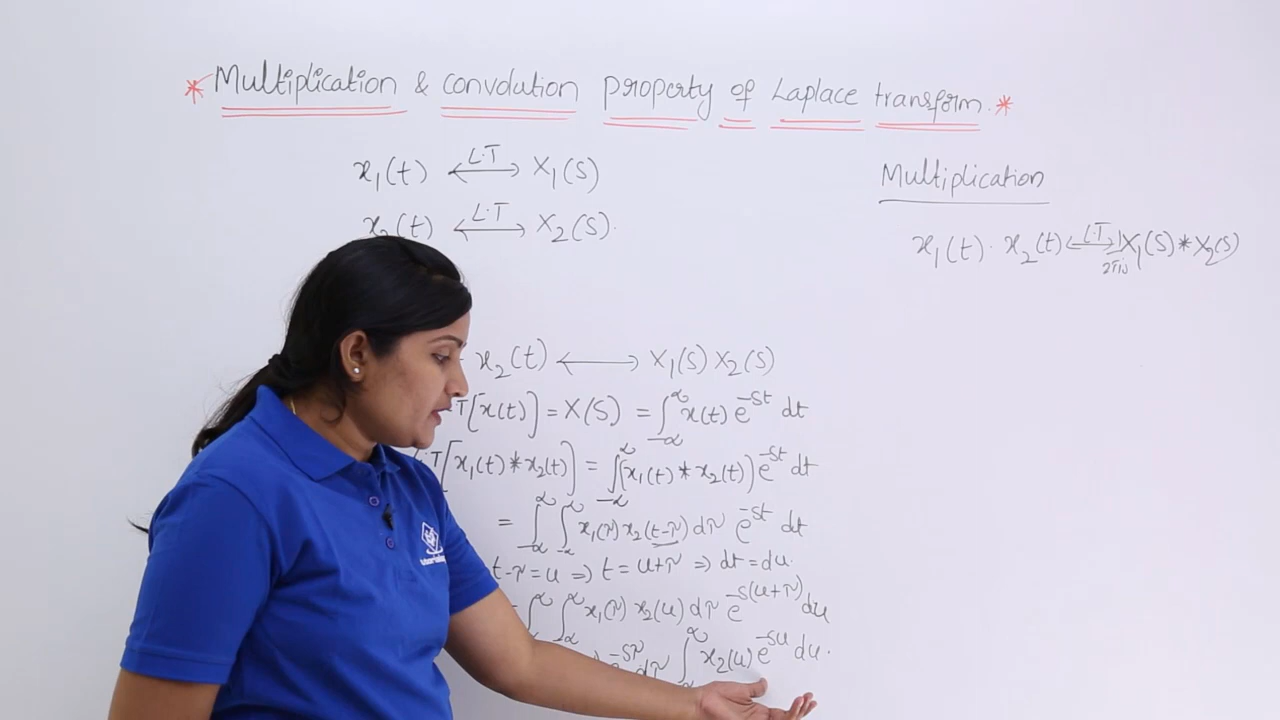 * Multiplication & convolution property of Laplace transform. *
x₁(t) ⟷ L.T X₁(S)
x₂(t) ⟷ L.T X₂(S).
x₂(t) ⟷ X₁(S) X₂(S)
T[x(t)] = X(S) = ∫_{-∞}^{∞} x(t) e^{-st} dt
T[x₁(t) * x₂(t)] = ∫_{-∞}^{∞} (x₁(t) * x₂(t)) e^{-st} dt
= ∫_{-∞}^{∞} ∫_{-∞}^{∞} x₁(τ) x₂(t-τ) dτ e^{-st} dt
t-τ = u ⇒ t = u+τ ⇒ dt = du.
= ∫^{∞} ∫_{-∞}^{∞} x₁(τ) x₂(u) dτ e^{-s(u+τ)} du
) e^{-sτ} dτ ∫^{∞} x₂(u) e^{-su} du.
Multiplication
x₁(t) . x₂(t) ⟷ L.T 1/2πj X₁(S) * X₂(S)